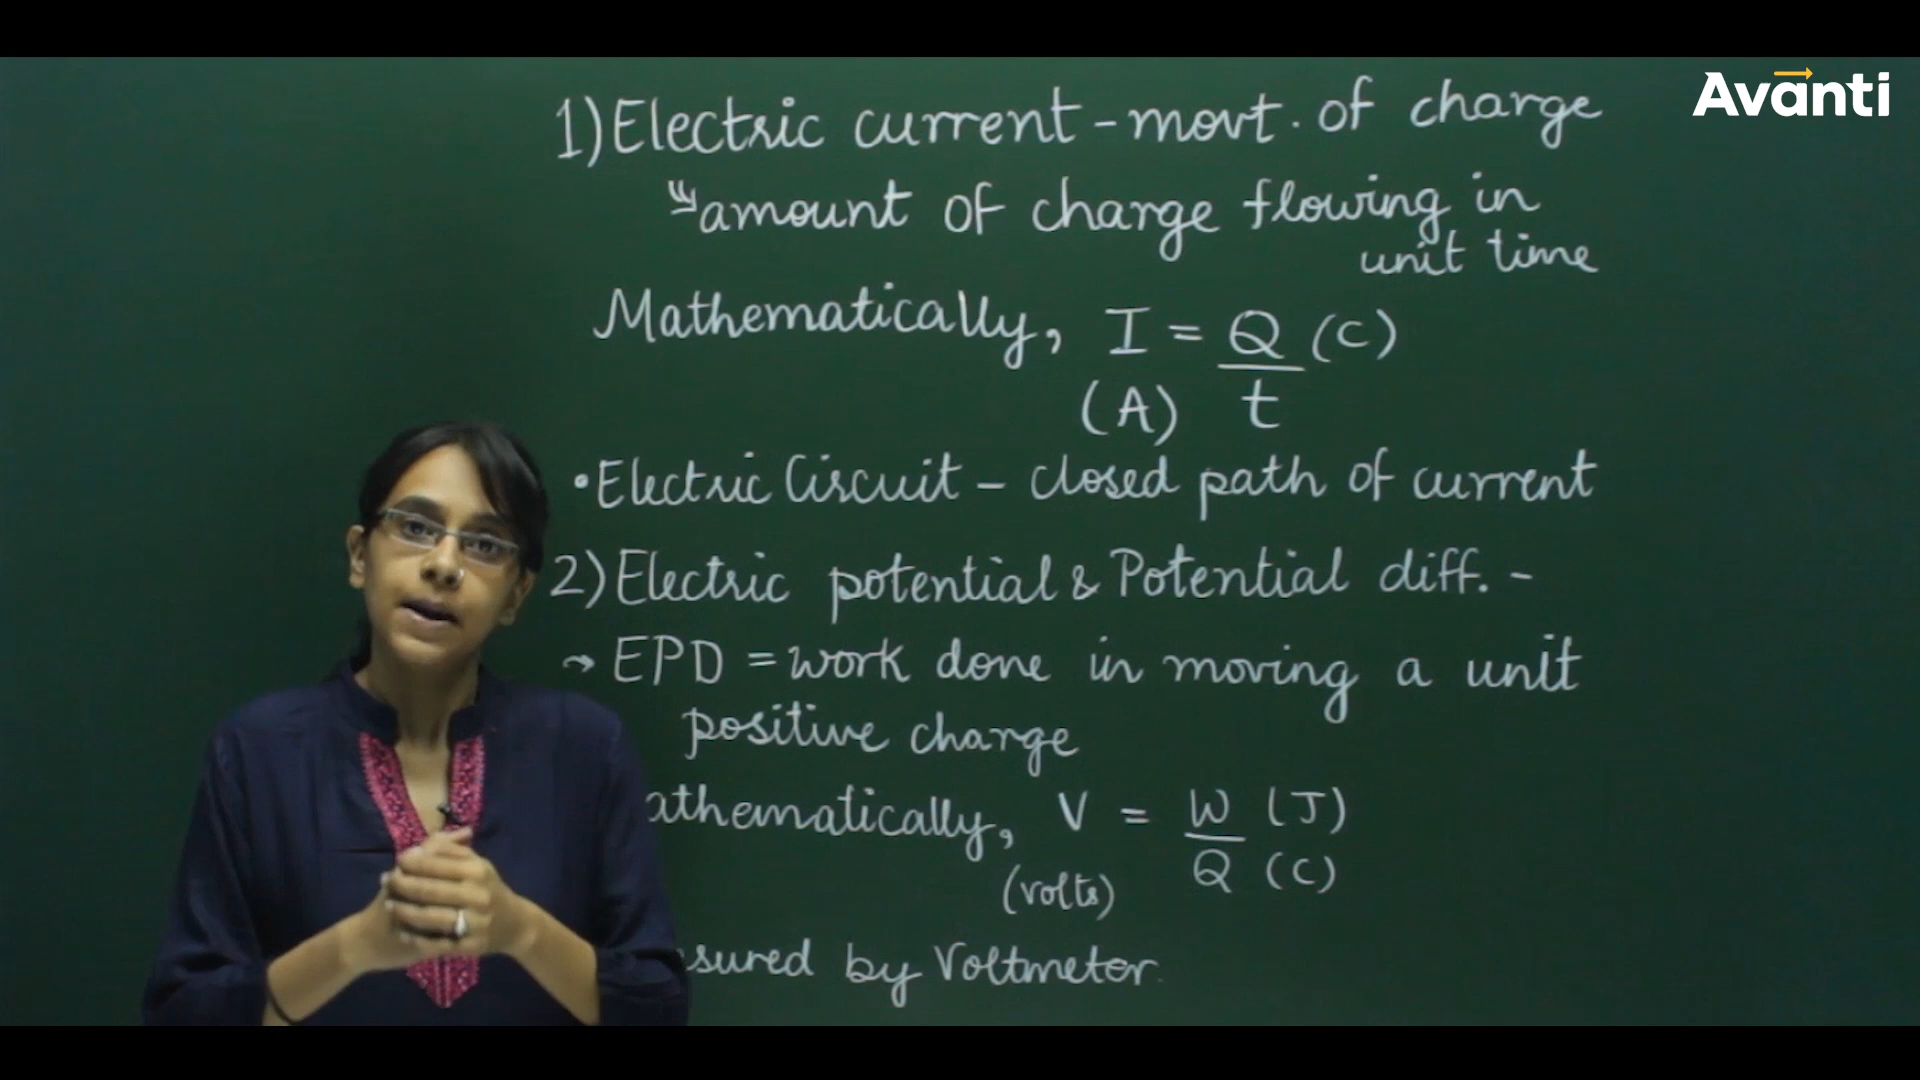 Avanti
1) Electric current - movt. of charge
amount of charge flowing in
unit time
Mathematically, I = Q (C)
(A) t
• Electric Circuit - closed path of current
2) Electric potential & Potential diff. -
→ EPD = work done in moving a unit
positive charge
athematically, V = W (J)
(volts) Q (C)
sured by Voltmeter.